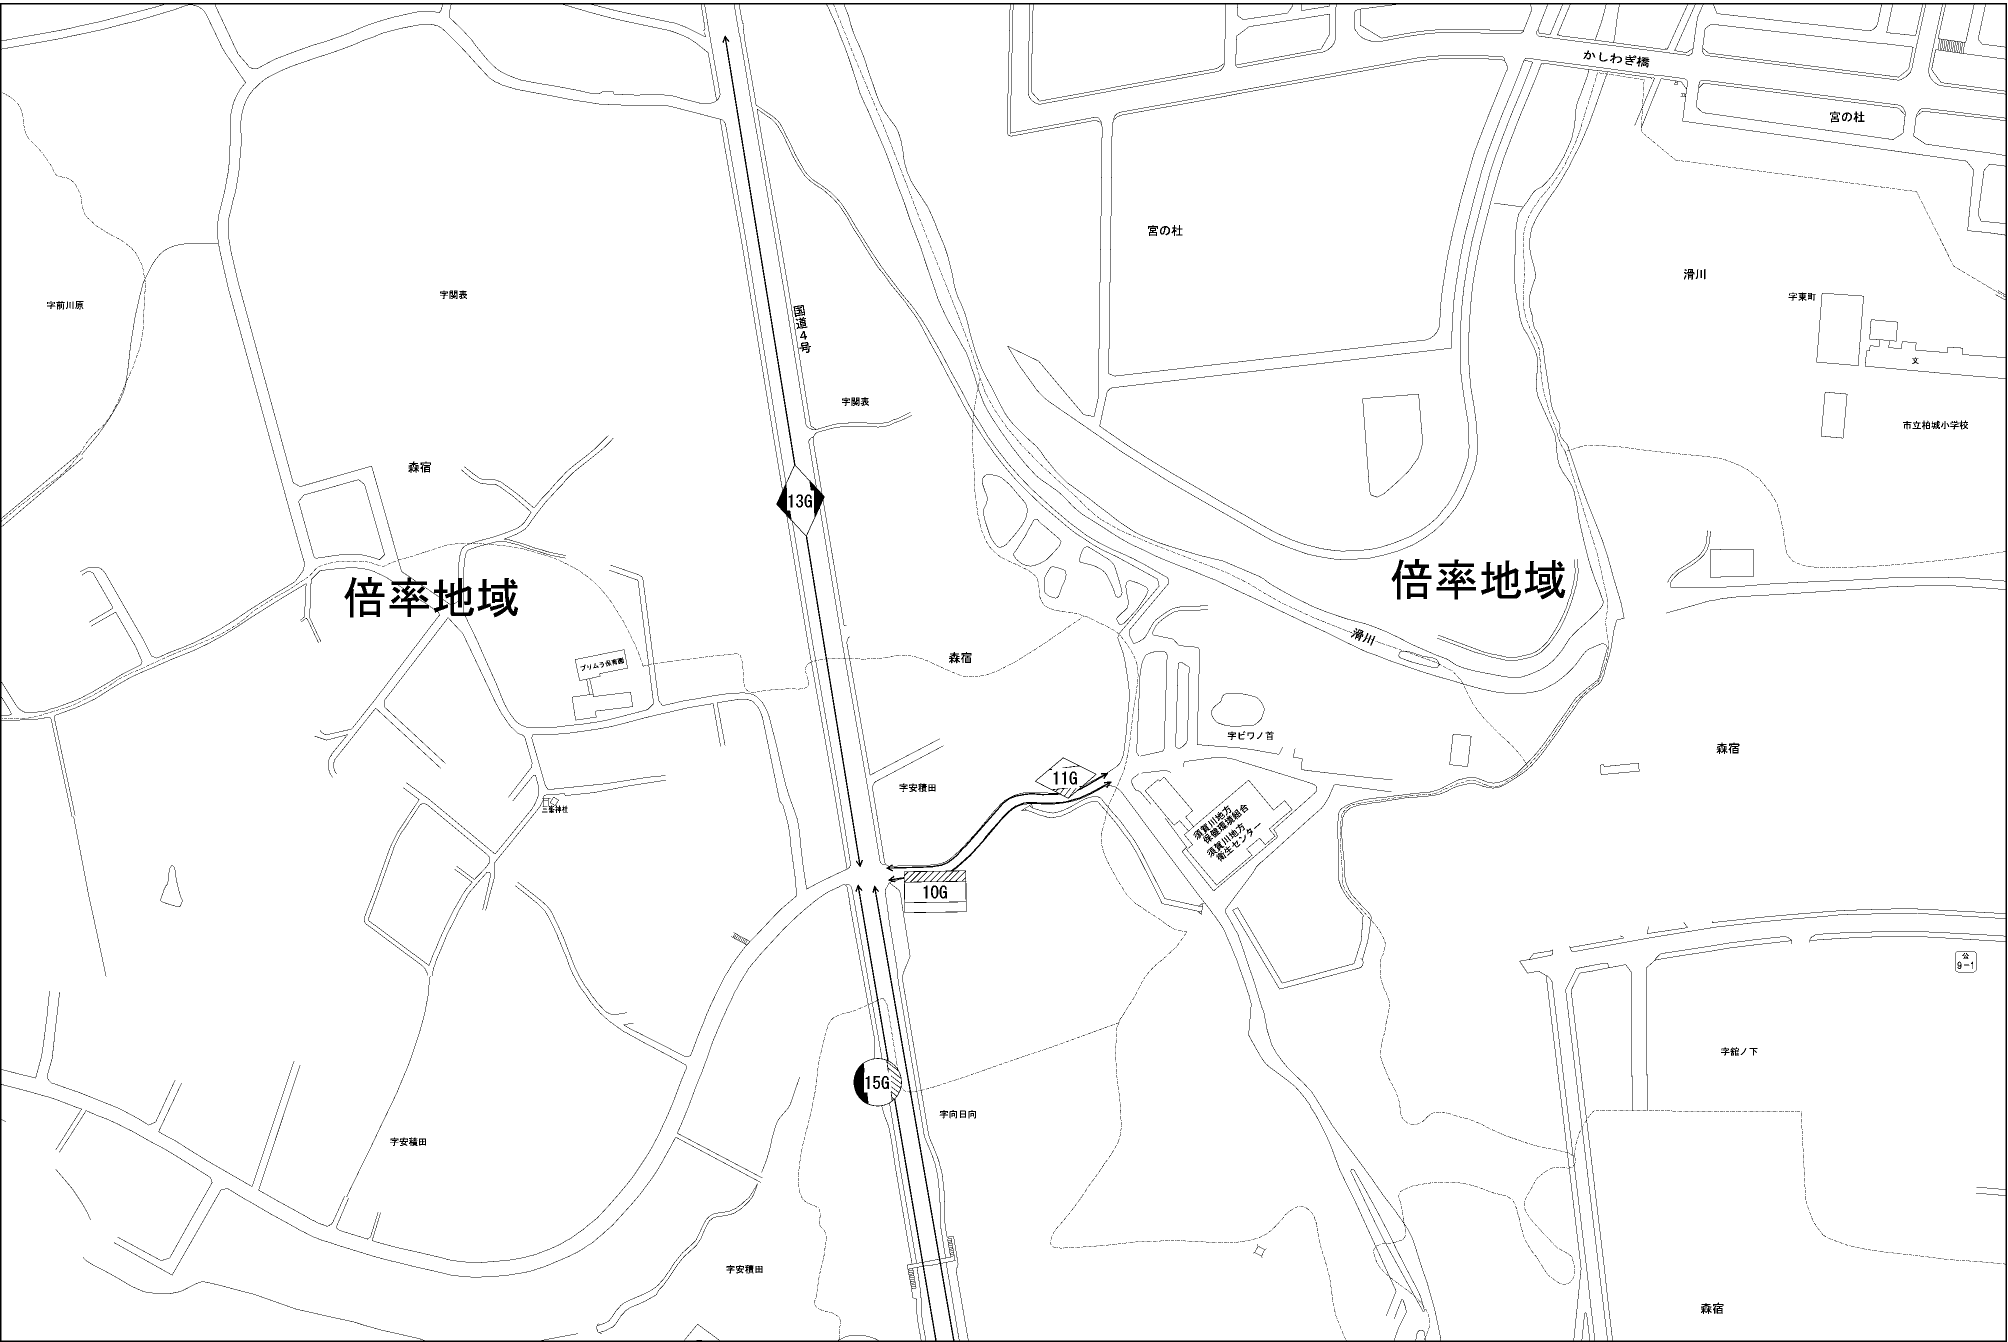 かしわぎ橋
宮の杜
宮の杜
滑川
字東町
字前川原
字関表
国道4号
文
字関表
市立柏城小学校
森宿
13G
倍率地域
倍率地域
滑川
森宿
プリムラ保育園
字ビワノ首
森宿
11G
字安積田
三峯神社
須賀川地方
保健環境組合
須賀川地方
衛生センター
10G
公
9-1
字館ノ下
15G
字向日向
字安積田
字安積田
森宿